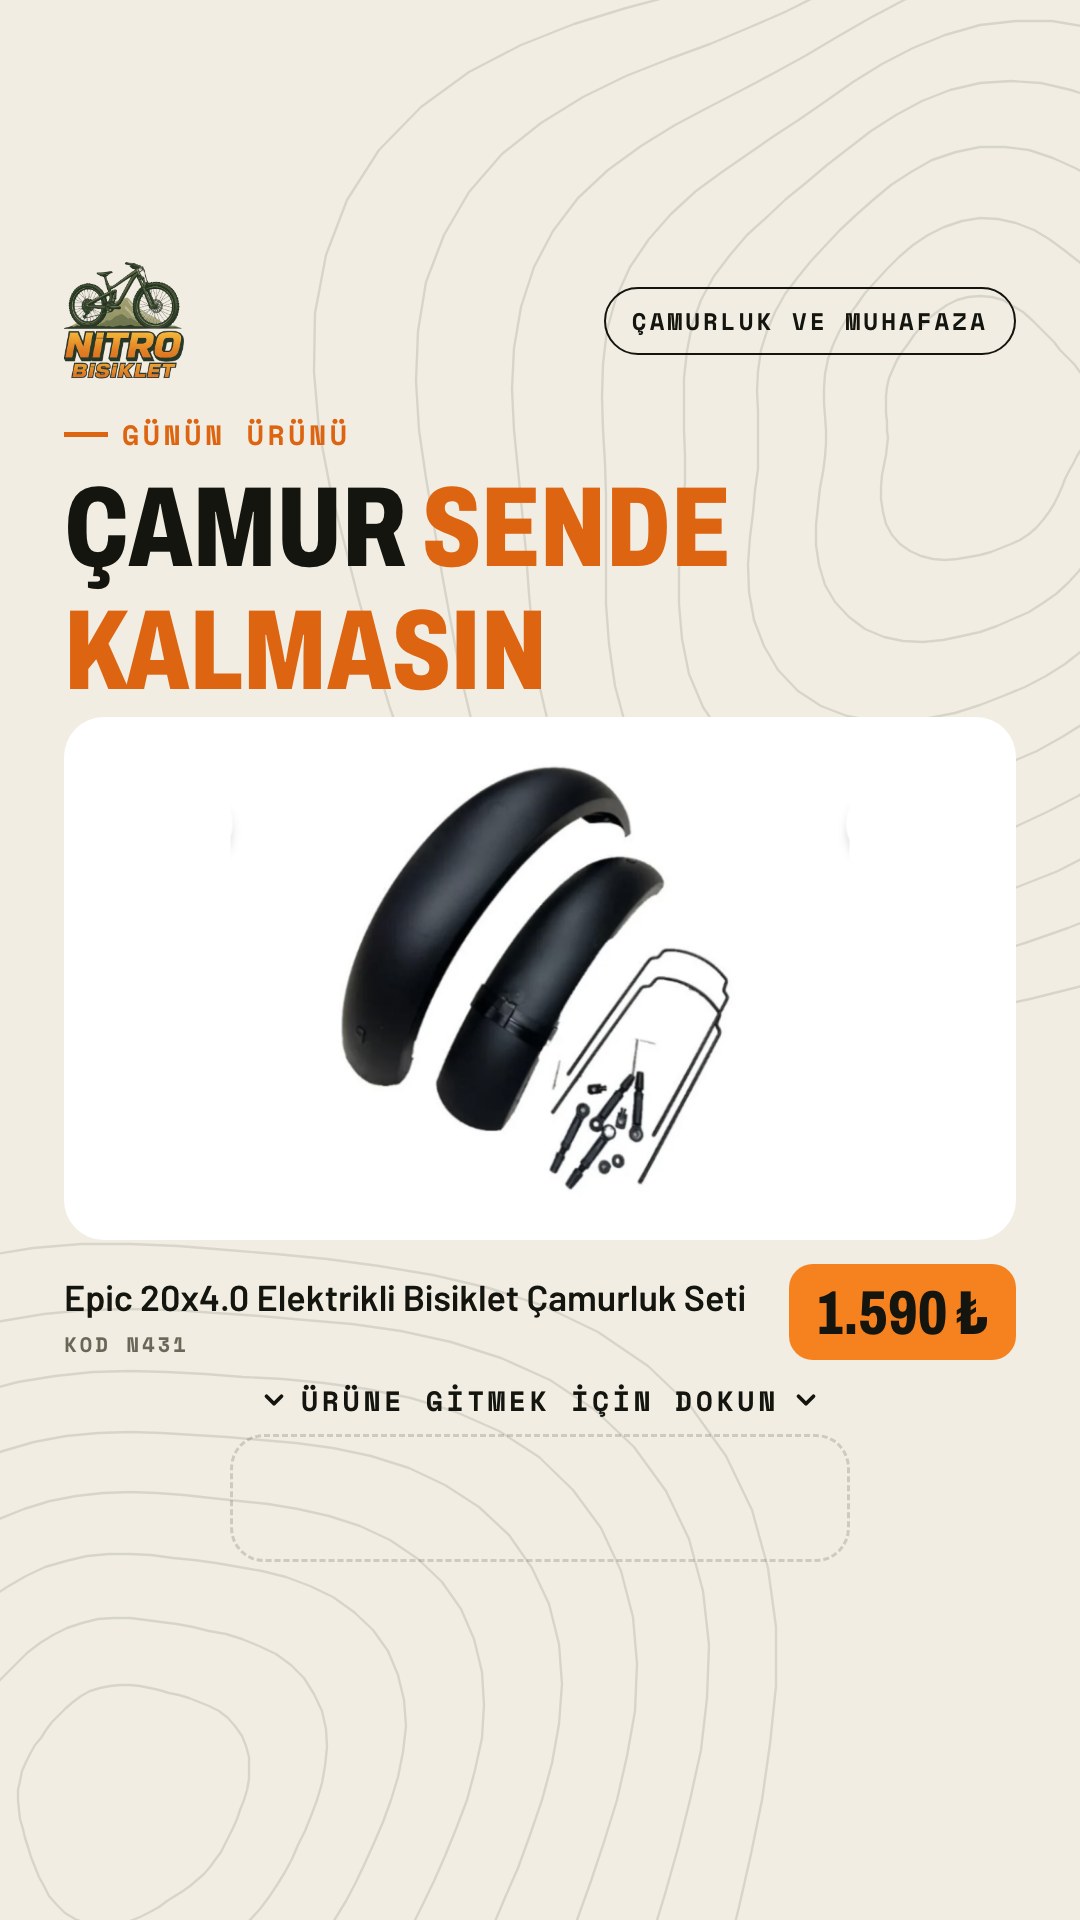 NiTRO
BISIKLET
ÇAMURLUK VE MUHAFAZA
GÜNÜN ÜRÜNÜ
ÇAMUR SENDE
KALMASIN
Epic 20x4.0 Elektrikli Bisiklet Çamurluk Seti
KOD N431
1.590 ₺
ÜRÜNE GİTMEK İÇİN DOKUN